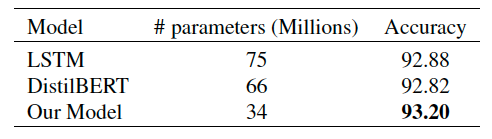 Model # parameters (Millions) Accuracy
LSTM 75 92.88
DistilBERT 66 92.82
Our Model 34 93.20